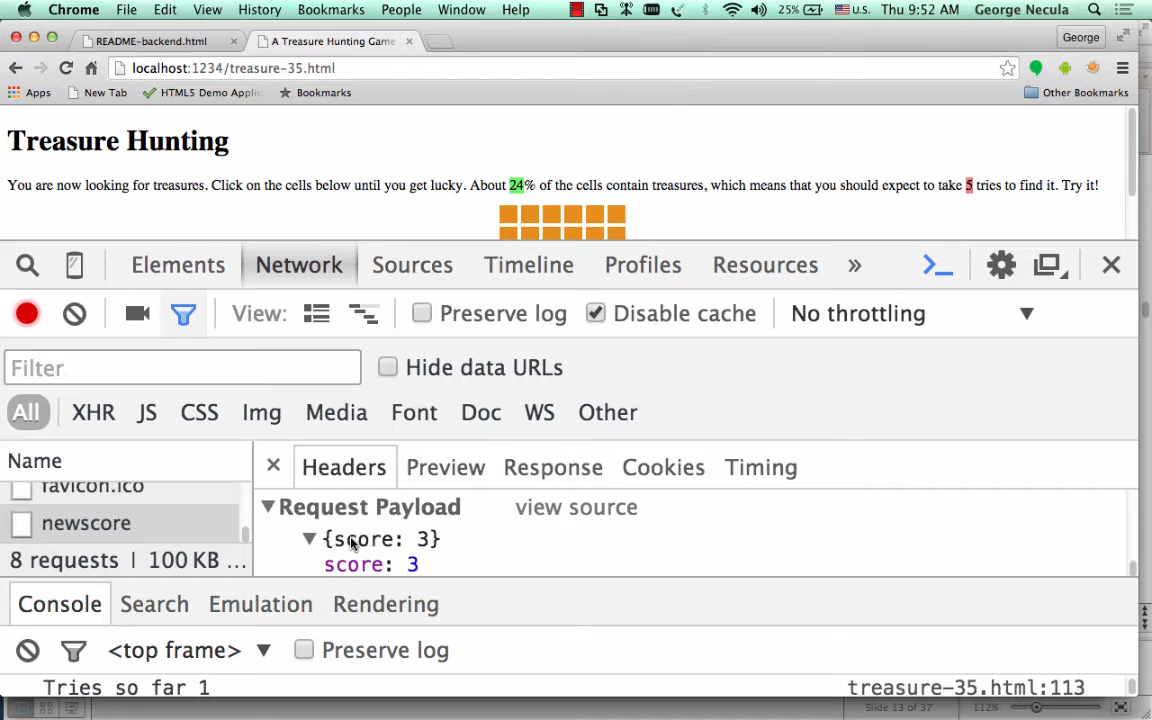 Chrome File Edit View History Bookmarks People Window Help 25% U.S. Thu 9:52 AM George Necula
README-backend.html A Treasure Hunting Game George
localhost:1234/treasure-35.html
Apps New Tab HTML5 Demo Applic Bookmarks Other Bookmarks
Treasure Hunting
You are now looking for treasures. Click on the cells below until you get lucky. About 24% of the cells contain treasures, which means that you should expect to take 5 tries to find it. Try it!
Elements Network Sources Timeline Profiles Resources »
View: Preserve log Disable cache No throttling
Filter Hide data URLs
All XHR JS CSS Img Media Font Doc WS Other
Name Headers Preview Response Cookies Timing
favicon.ico
Request Payload view source
newscore
{score: 3}
8 requests | 100 KB ...
score: 3
Console Search Emulation Rendering
<top frame> Preserve log
Tries so far 1 treasure-35.html:113
Slide 13 of 37 112%